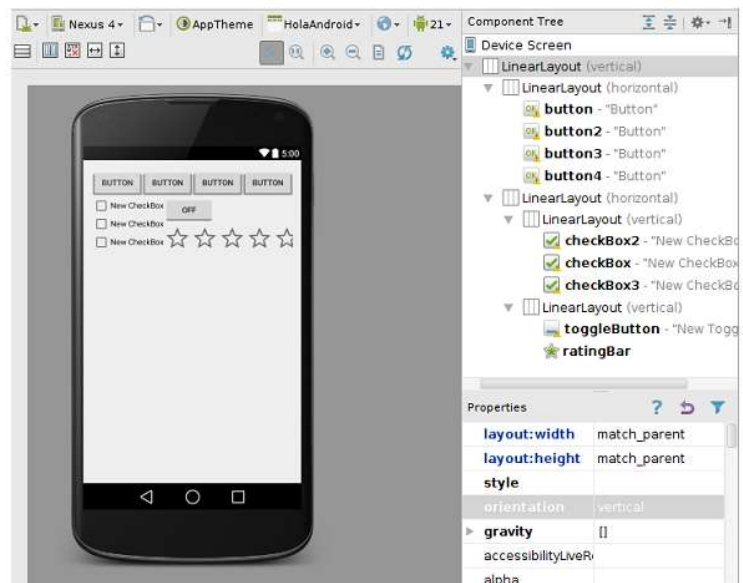 Nexus 4 AppTheme HolaAndroid 21
Component Tree
Device Screen
LinearLayout (vertical)
LinearLayout (horizontal)
button - "Button"
button2 - "Button"
button3 - "Button"
button4 - "Button"
LinearLayout (horizontal)
LinearLayout (vertical)
checkBox2 - "New CheckBo
checkBox - "New CheckBox
checkBox3 - "New CheckBo
LinearLayout (vertical)
toggleButton - "New Togg
ratingBar
5:00
BUTTON BUTTON BUTTON BUTTON
New CheckBox OFF
New CheckBox
New CheckBox
Properties ?
layout:width match_parent
layout:height match_parent
style
orientation vertical
gravity []
accessibilityLiveRe
alpha